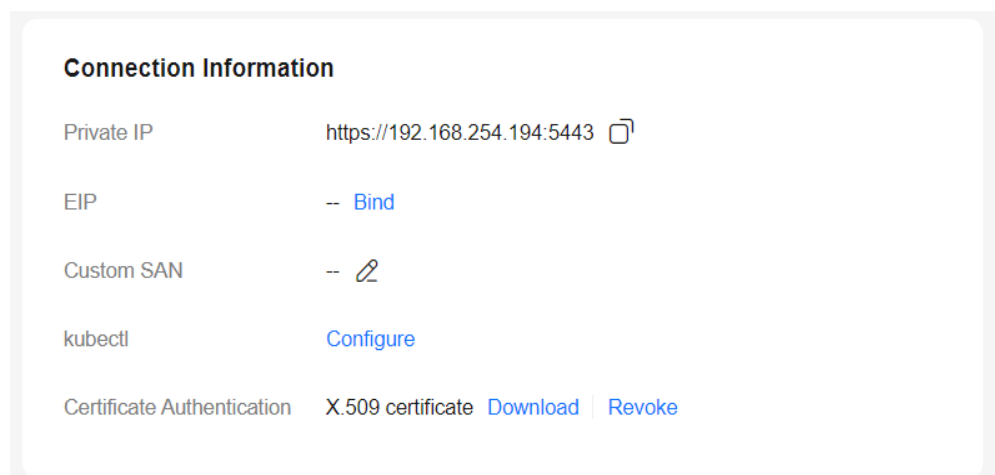 Connection Information
Private IP https://192.168.254.194:5443
EIP -- Bind
Custom SAN --
kubectl Configure
Certificate Authentication X.509 certificate Download Revoke